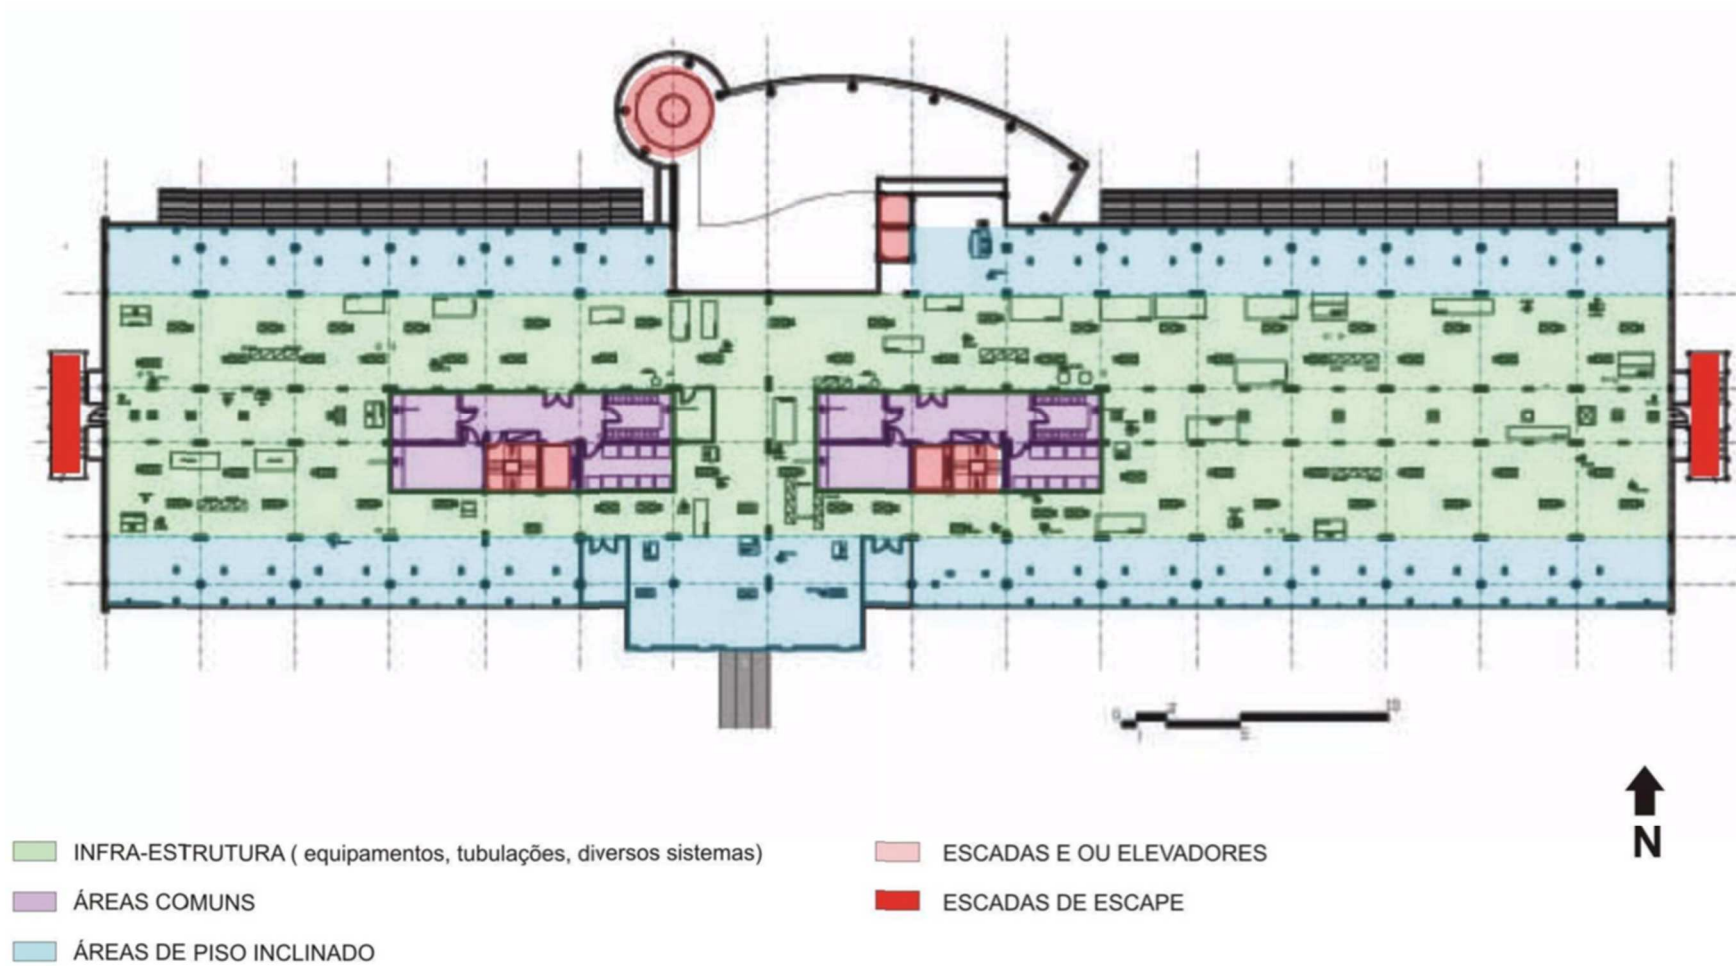 N
INFRA-ESTRUTURA ( equipamentos, tubulações, diversos sistemas)
ÁREAS COMUNS
ÁREAS DE PISO INCLINADO
ESCADAS E OU ELEVADORES
ESCADAS DE ESCAPE